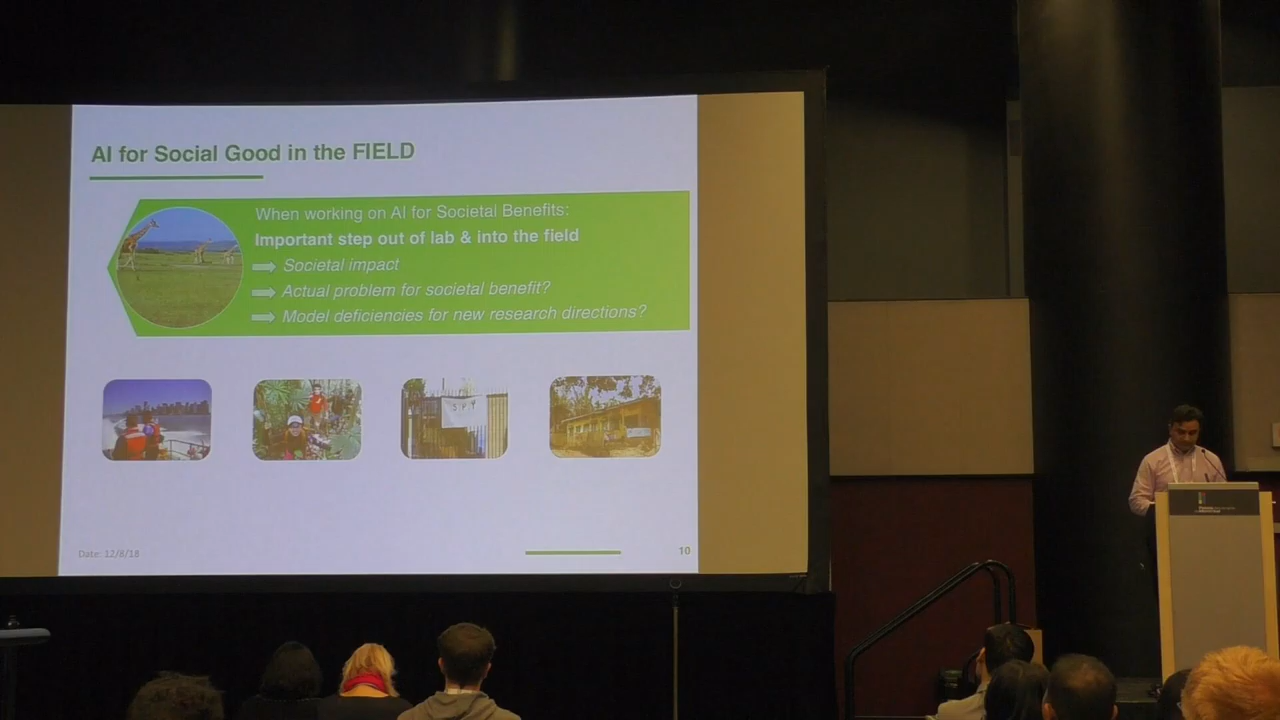 AI for Social Good in the FIELD
When working on AI for Societal Benefits:
Important step out of lab & into the field
Societal impact
Actual problem for societal benefit?
Model deficiencies for new research directions?
SPY
Date: 12/8/18
10